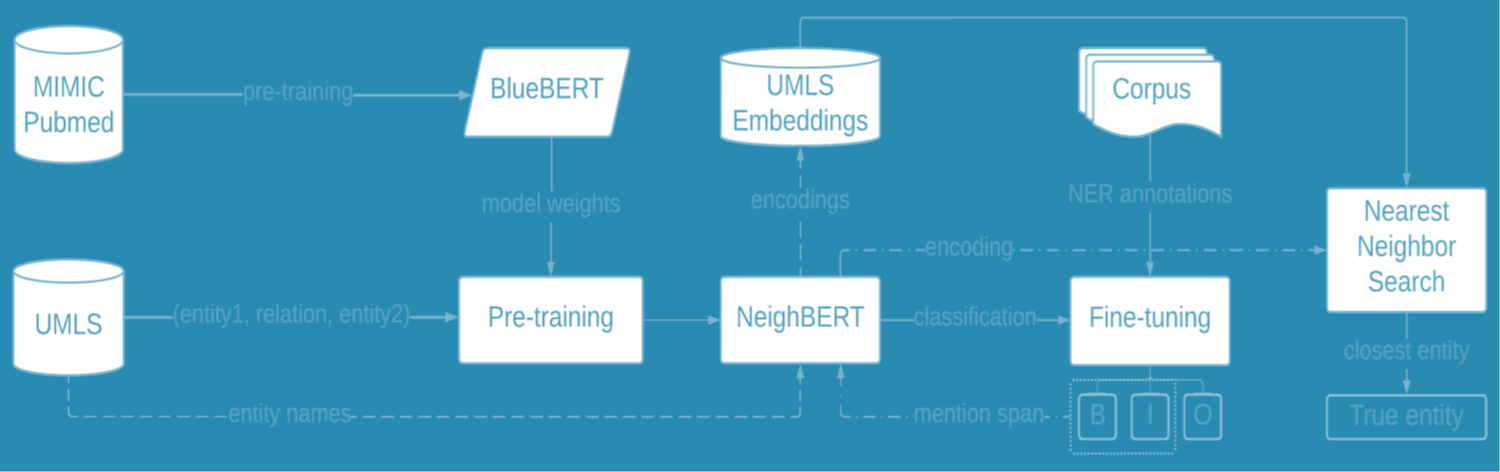 MIMIC
Pubmed
pre-training
BlueBERT
UMLS
Embeddings
Corpus
model weights
encodings
NER annotations
Nearest
Neighbor
Search
encoding
UMLS
(entity1, relation, entity2)
Pre-training
NeighBERT
classification
Fine-tuning
closest entity
entity names
mention span
B
I
O
True entity